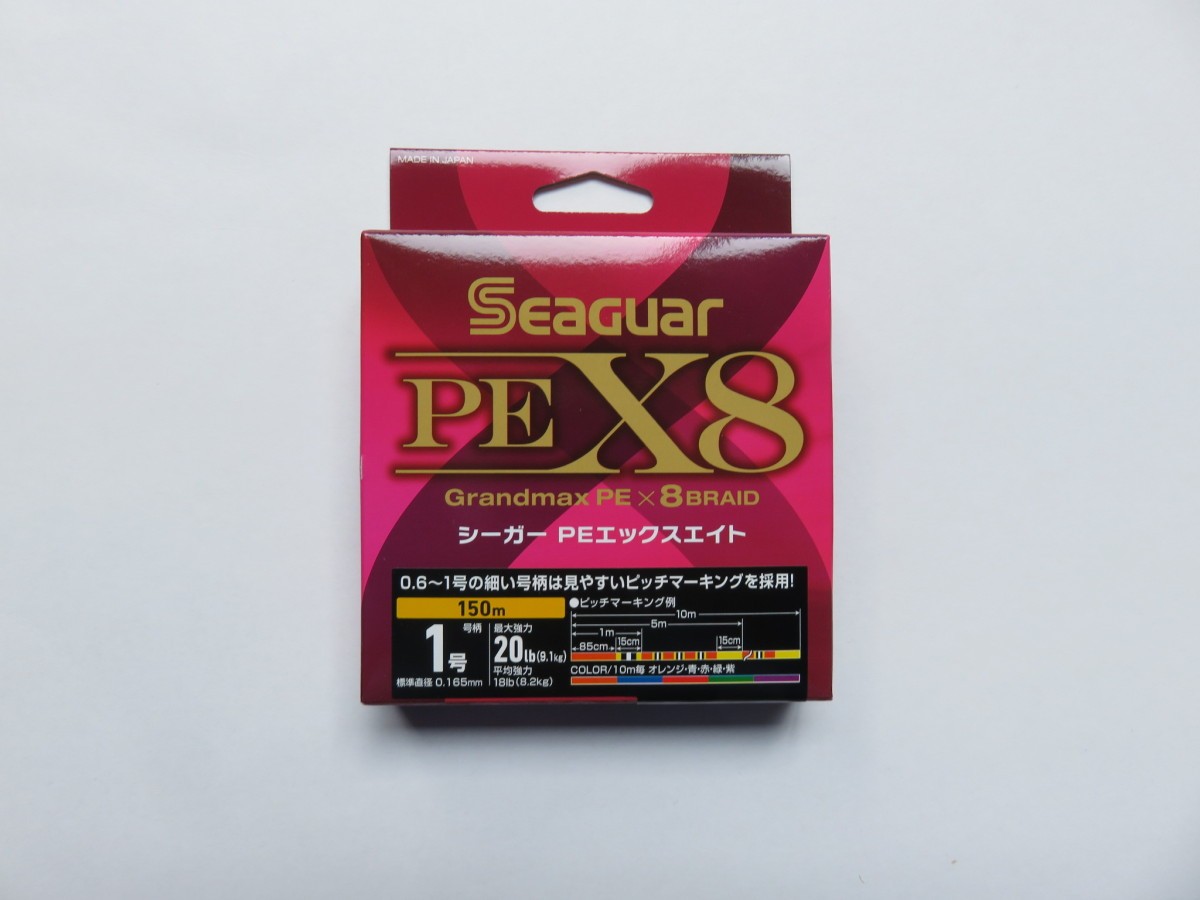 MADE IN JAPAN
SEAGUAR
PE X8
Grandmax PE × 8 BRAID
シーガー PEエックスエイト
0.6～1号の細い号柄は見やすいピッチマーキングを採用!
150m
号柄
1号
標準直径 0.165mm
最大強力
20lb(9.1kg)
平均強力
18lb(8.2kg)
●ピッチマーキング例
10m
5m
1m
85cm
15cm
15cm
COLOR/10m毎 オレンジ・青・赤・緑・紫